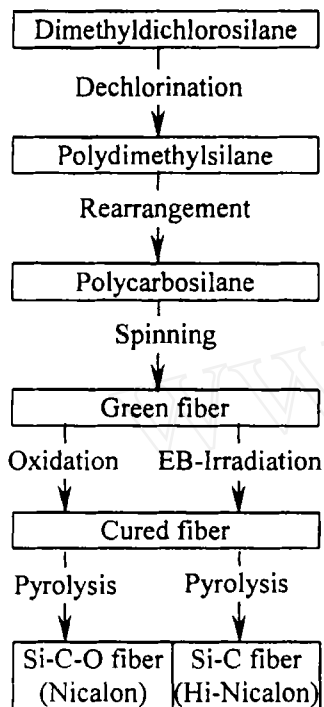 Dimethyldichlorosilane
Dechlorination
Polydimethylsilane
Rearrangement
Polycarbosilane
Spinning
Green fiber
Oxidation EB-Irradiation
Cured fiber
Pyrolysis Pyrolysis
Si-C-O fiber Si-C fiber
(Nicalon) (Hi-Nicalon)